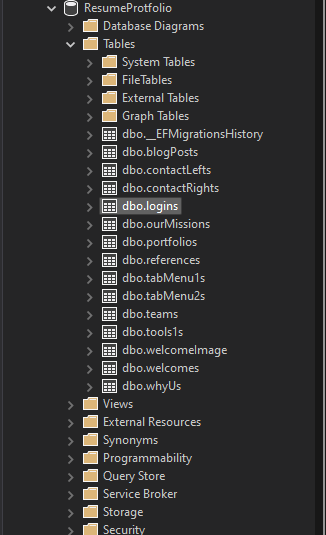 ResumeProtfolio
Database Diagrams
Tables
System Tables
FileTables
External Tables
Graph Tables
dbo.__EFMigrationsHistory
dbo.blogPosts
dbo.contactLefts
dbo.contactRights
dbo.logins
dbo.ourMissions
dbo.portfolios
dbo.references
dbo.tabMenu1s
dbo.tabMenu2s
dbo.teams
dbo.tools1s
dbo.welcomeImage
dbo.welcomes
dbo.whyUs
Views
External Resources
Synonyms
Programmability
Query Store
Service Broker
Storage
Security